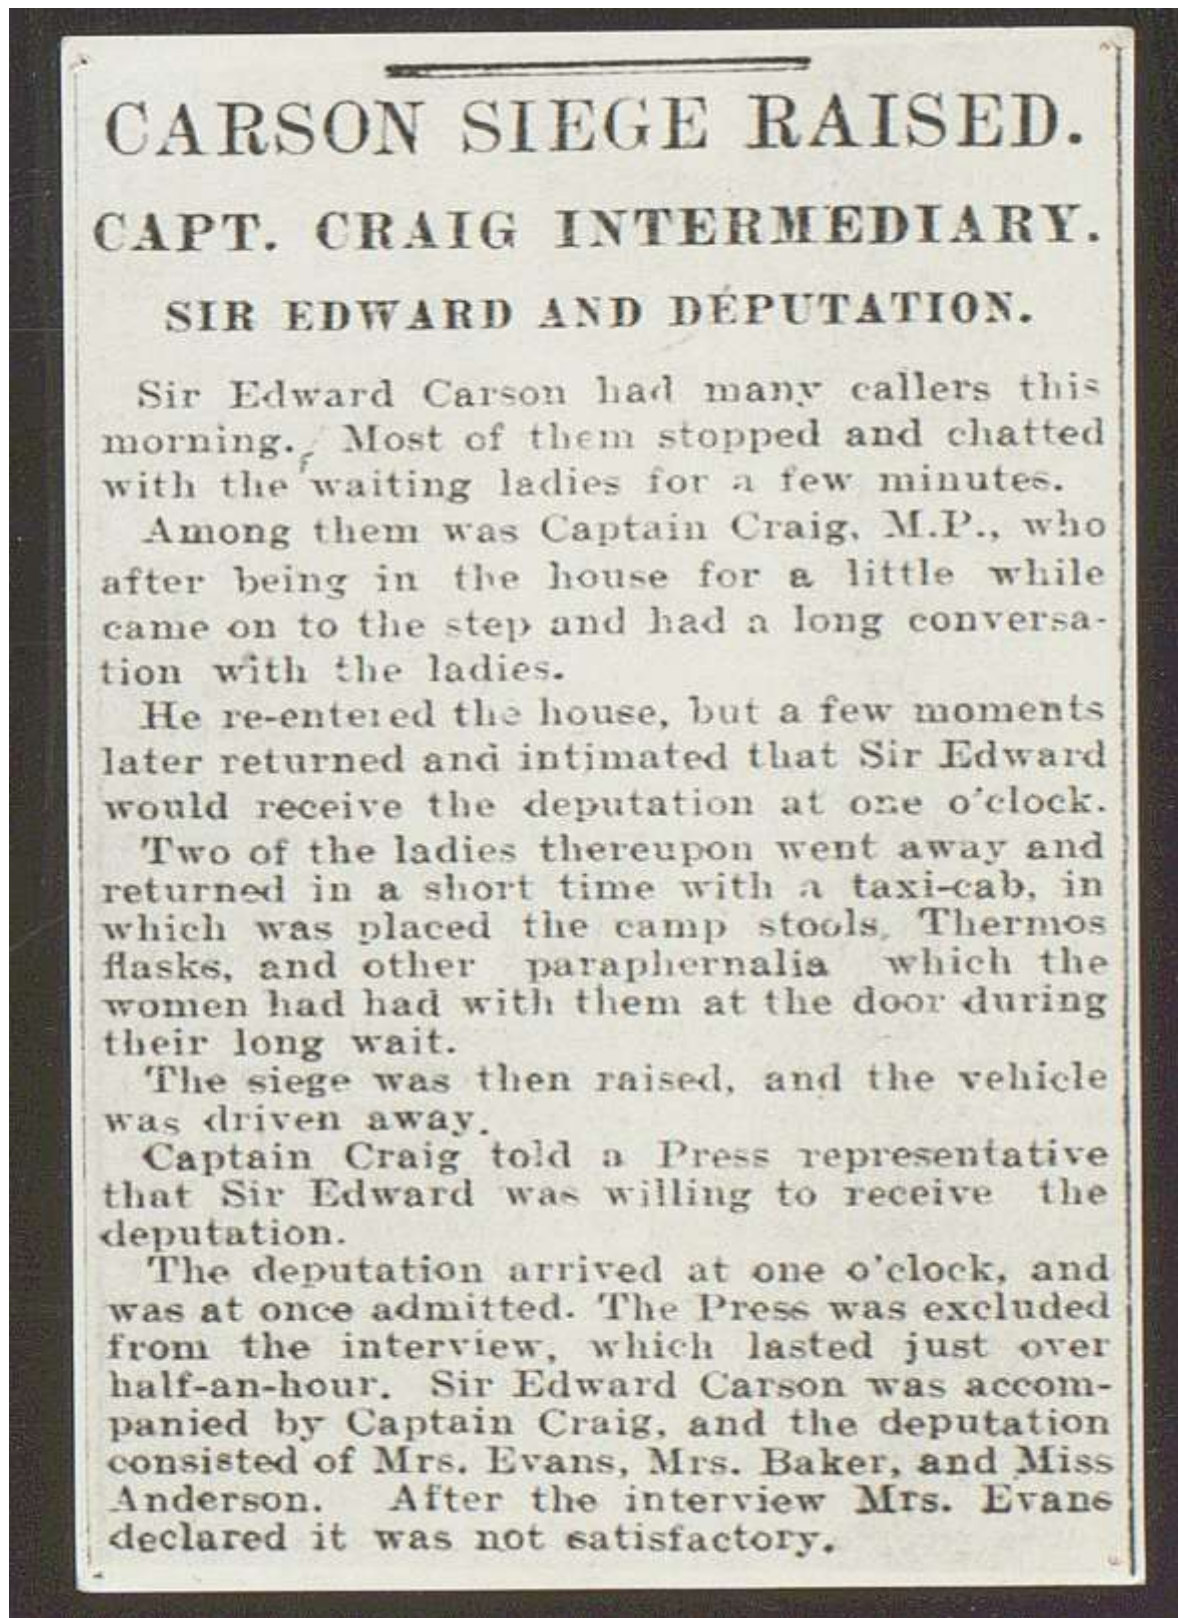 CARSON SIEGE RAISED.
CAPT. CRAIG INTERMEDIARY.
SIR EDWARD AND DEPUTATION.
Sir Edward Carson had many callers this
morning. Most of them stopped and chatted
with the waiting ladies for a few minutes.
Among them was Captain Craig, M.P., who
after being in the house for a little while
came on to the step and had a long conversa-
tion with the ladies.
He re-entered the house, but a few moments
later returned and intimated that Sir Edward
would receive the deputation at one o'clock.
Two of the ladies thereupon went away and
returned in a short time with a taxi-cab, in
which was placed the camp stools, Thermos
flasks, and other paraphernalia which the
women had had with them at the door during
their long wait.
The siege was then raised, and the vehicle
was driven away.
Captain Craig told a Press representative
that Sir Edward was willing to receive the
deputation.
The deputation arrived at one o'clock, and
was at once admitted. The Press was excluded
from the interview, which lasted just over
half-an-hour. Sir Edward Carson was accom-
panied by Captain Craig, and the deputation
consisted of Mrs. Evans, Mrs. Baker, and Miss
Anderson. After the interview Mrs. Evans
declared it was not satisfactory.